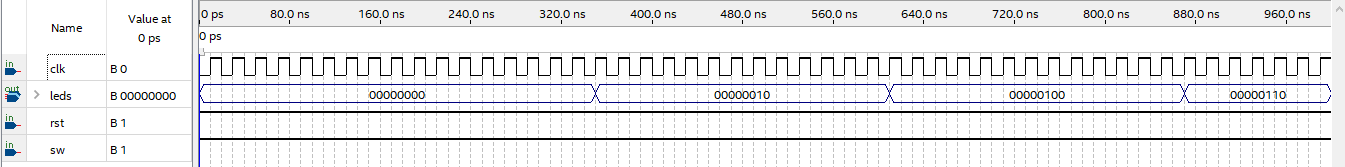 Name
Value at
0 ps
0 ps 80.0 ns 160.0 ns 240.0 ns 320.0 ns 400.0 ns 480.0 ns 560.0 ns 640.0 ns 720.0 ns 800.0 ns 880.0 ns 960.0 ns
0 ps
in clk B 0
out leds B 00000000 00000000 00000010 00000100 00000110
in rst B 1
in sw B 1